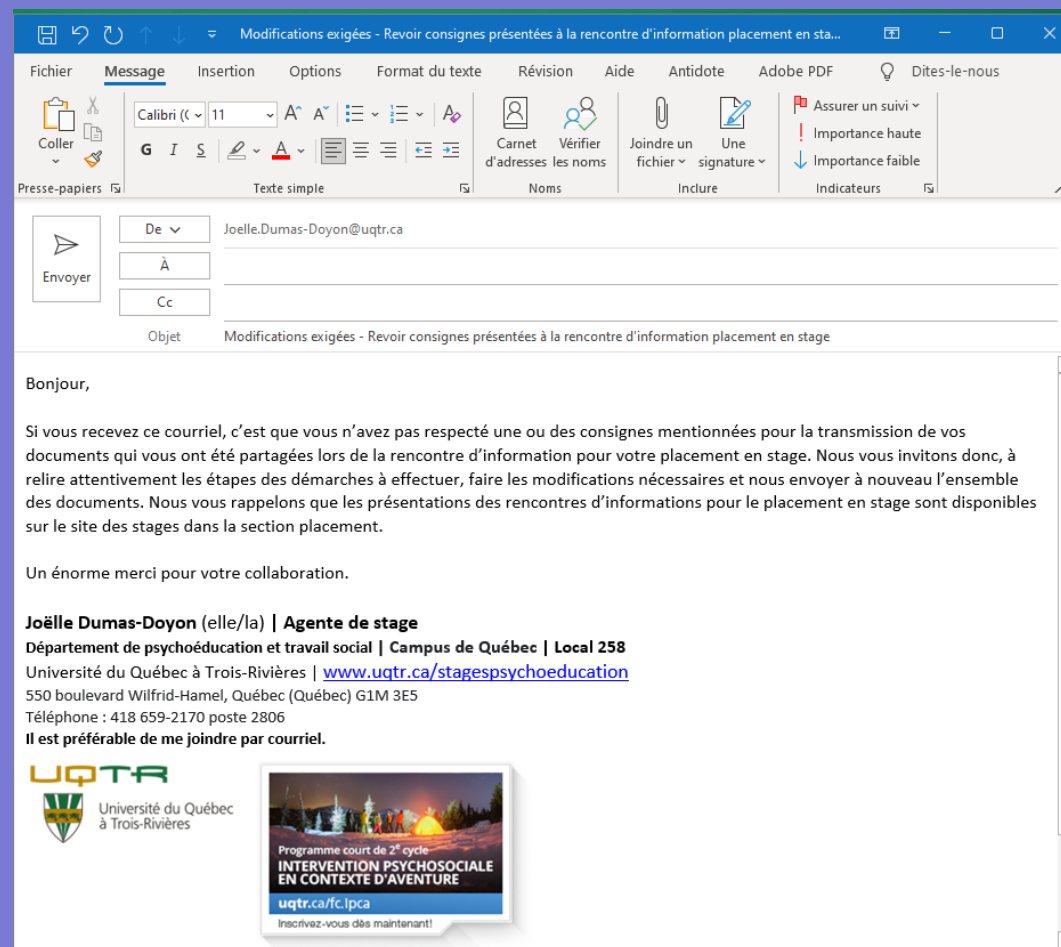 Modifications exigées - Revoir consignes présentées à la rencontre d'information placement en sta...
Fichier Message Insertion Options Format du texte Révision Aide Antidote Adobe PDF Dites-le-nous
Coller
Calibri (( 11
G I S
Carnet d'adresses
Vérifier les noms
Joindre un fichier
Une signature
Assurer un suivi
Importance haute
Importance faible
Presse-papiers Texte simple Noms Inclure Indicateurs
Envoyer
De Joelle.Dumas-Doyon@uqtr.ca
À
Cc
Objet Modifications exigées - Revoir consignes présentées à la rencontre d'information placement en stage
Bonjour,
Si vous recevez ce courriel, c'est que vous n'avez pas respecté une ou des consignes mentionnées pour la transmission de vos
documents qui vous ont été partagées lors de la rencontre d'information pour votre placement en stage. Nous vous invitons donc, à
relire attentivement les étapes des démarches à effectuer, faire les modifications nécessaires et nous envoyer à nouveau l'ensemble
des documents. Nous vous rappelons que les présentations des rencontres d'informations pour le placement en stage sont disponibles
sur le site des stages dans la section placement.
Un énorme merci pour votre collaboration.
Joëlle Dumas-Doyon (elle/la) | Agente de stage
Département de psychoéducation et travail social | Campus de Québec | Local 258
Université du Québec à Trois-Rivières | www.uqtr.ca/stagespsychoeducation
550 boulevard Wilfrid-Hamel, Québec (Québec) G1M 3E5
Téléphone : 418 659-2170 poste 2806
Il est préférable de me joindre par courriel.
UQTR
Université du Québec
à Trois-Rivières
Programme court de 2e cycle
INTERVENTION PSYCHOSOCIALE
EN CONTEXTE D'AVENTURE
uqtr.ca/fc.lpca
Inscrivez-vous dès maintenant!